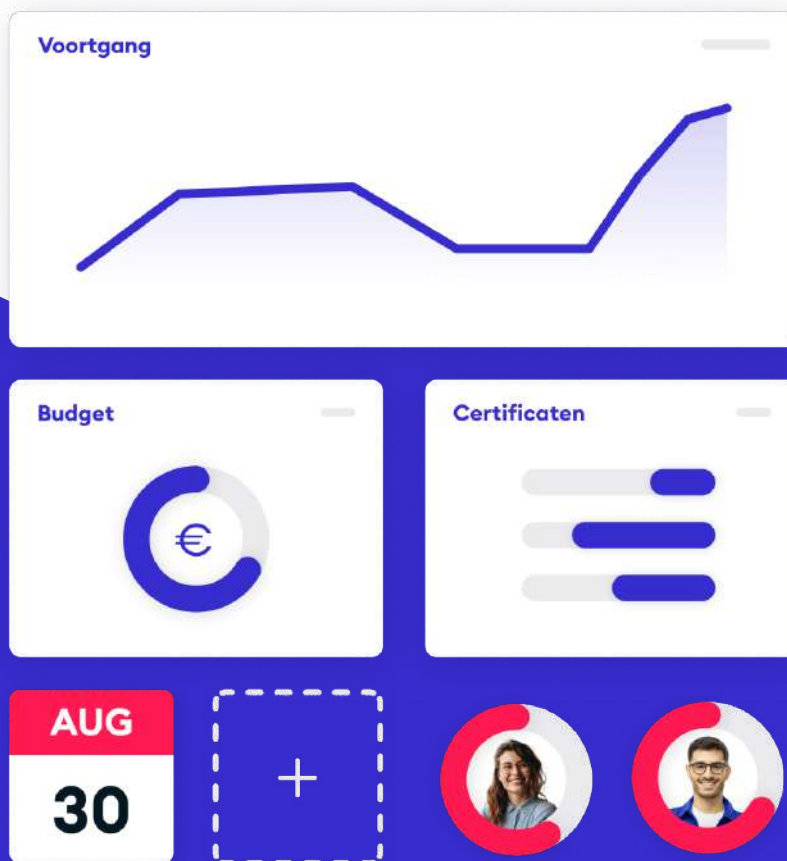 Voortgang
Budget
Certificaten
€
AUG
30